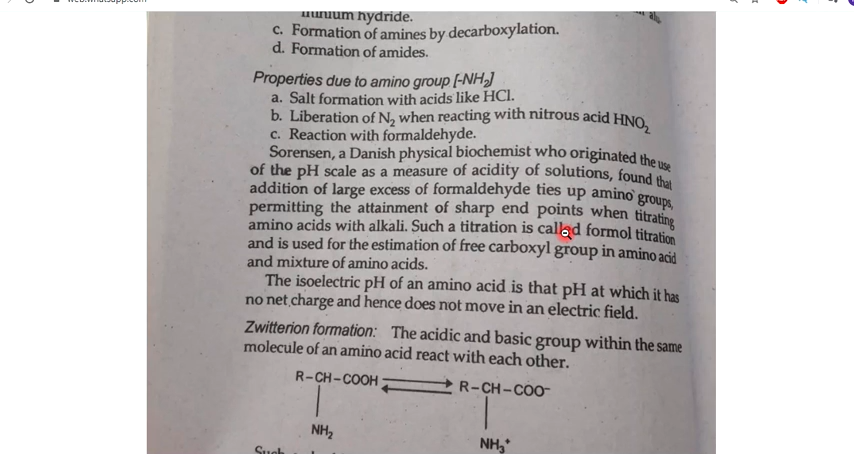 lithium hydride.
c. Formation of amines by decarboxylation.
d. Formation of amides.
Properties due to amino group [-NH₂]
a. Salt formation with acids like HCl.
b. Liberation of N₂ when reacting with nitrous acid HNO₂
c. Reaction with formaldehyde.
Sorensen, a Danish physical biochemist who originated the use
of the pH scale as a measure of acidity of solutions, found that
addition of large excess of formaldehyde ties up amino groups,
permitting the attainment of sharp end points when titrating
amino acids with alkali. Such a titration is called formol titration
and is used for the estimation of free carboxyl group in amino acid
and mixture of amino acids.
The isoelectric pH of an amino acid is that pH at which it has
no net charge and hence does not move in an electric field.
Zwitterion formation: The acidic and basic group within the same
molecule of an amino acid react with each other.
R–CH–COOH ⇌ R–CH–COO⁻
NH₂ NH₃⁺
Such